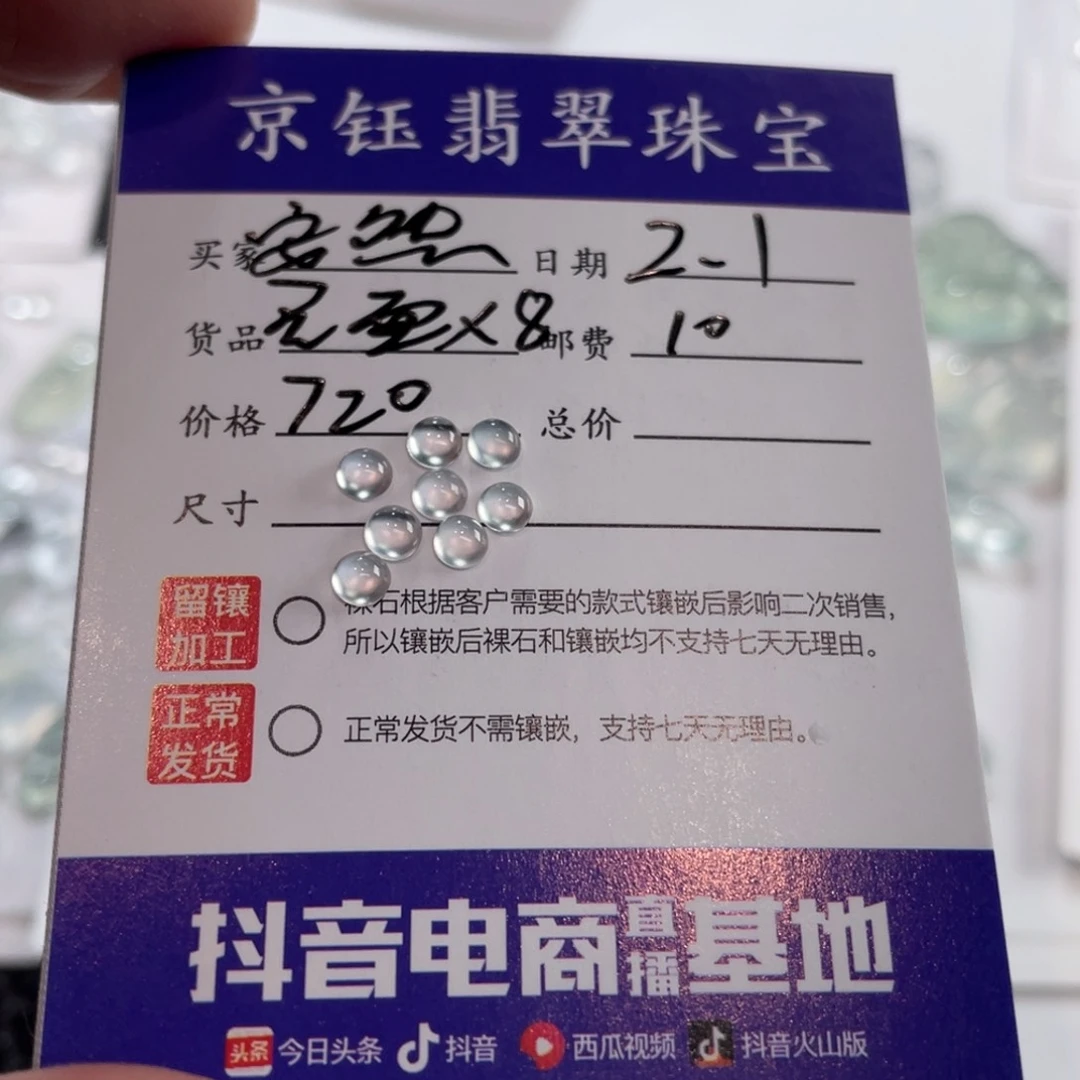 京钰翡翠珠宝
买家 安然 日期 2-1
货品 无面×8 邮费 10
价格 720 总价
尺寸
留镶加工 裸石根据客户需要的款式镶嵌后影响二次销售，
所以镶嵌后裸石和镶嵌均不支持七天无理由。
正常发货 正常发货不需镶嵌，支持七天无理由。
抖音电商直播基地
头条 今日头条 抖音 西瓜视频 抖音火山版